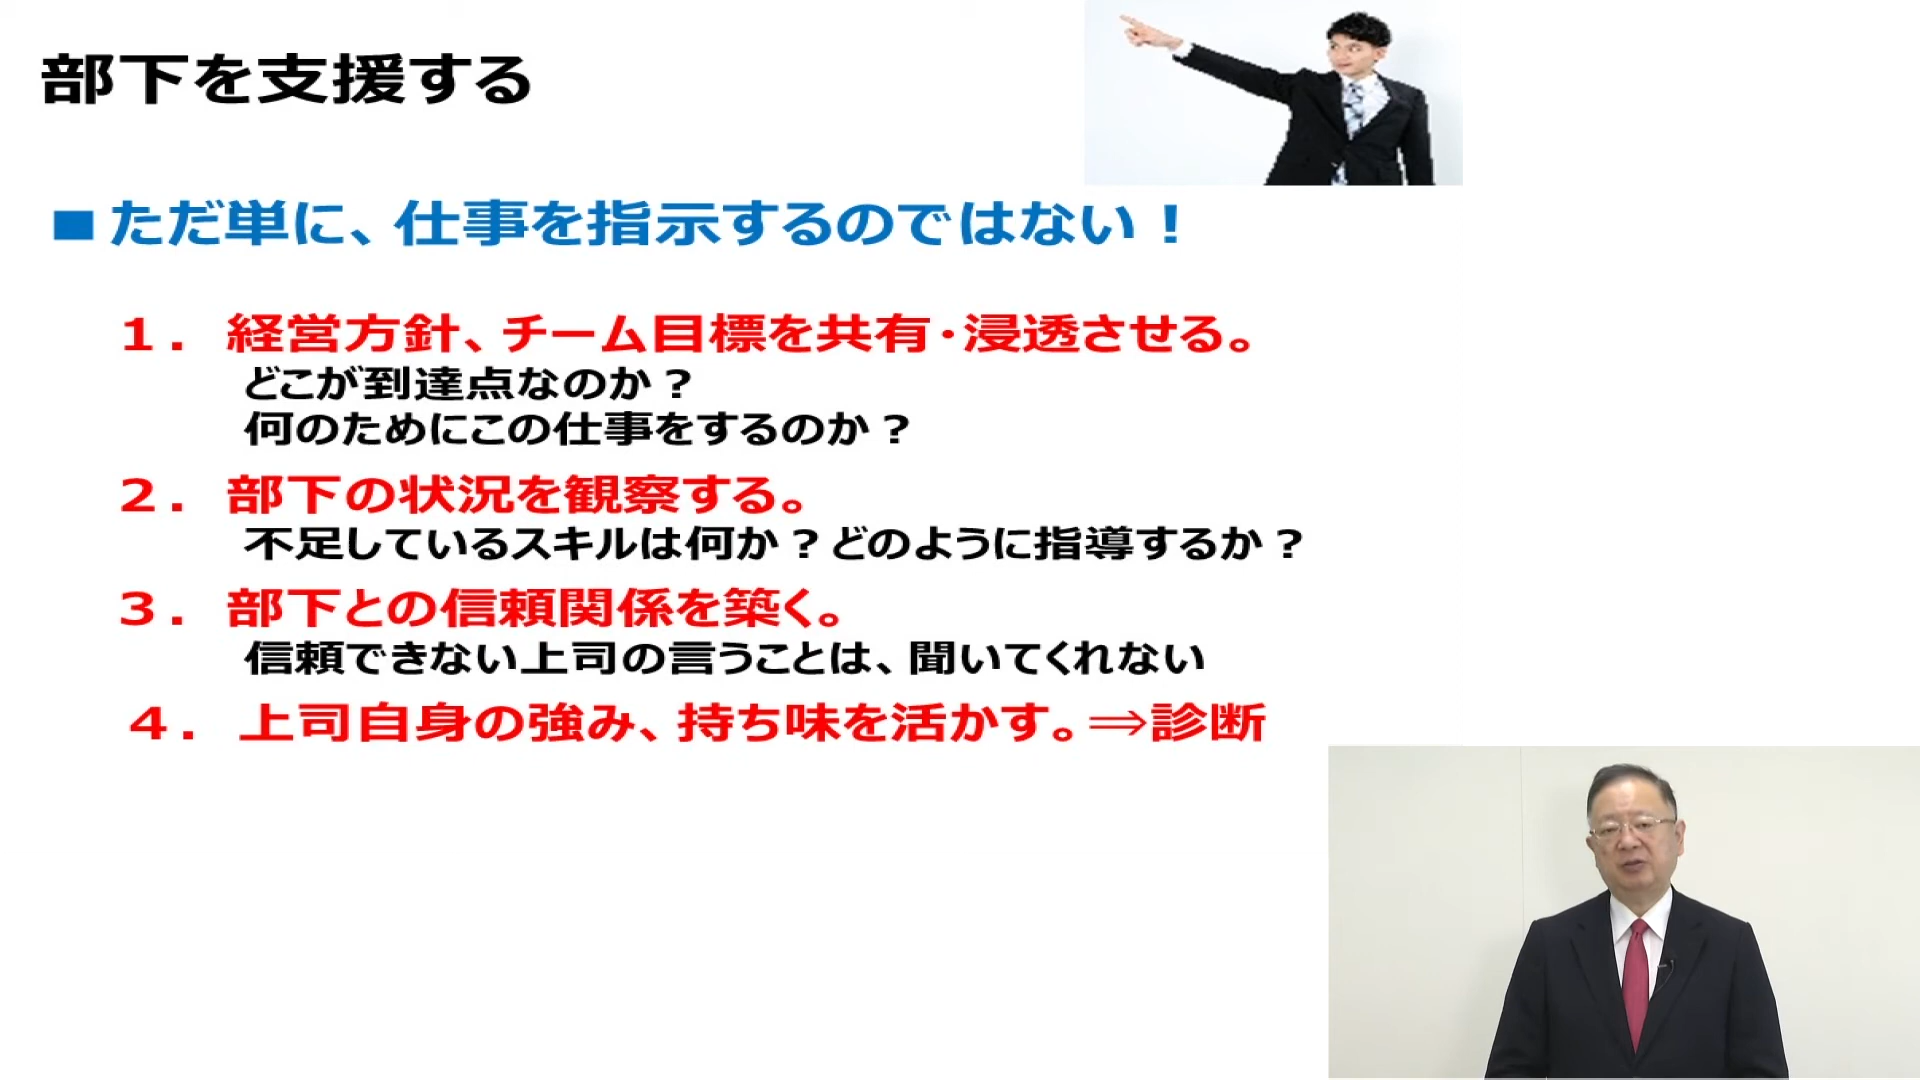 部下を支援する
■ただ単に、仕事を指示するのではない！
１． 経営方針、チーム目標を共有・浸透させる。
どこが到達点なのか？
何のためにこの仕事をするのか？
２． 部下の状況を観察する。
不足しているスキルは何か？どのように指導するか？
３． 部下との信頼関係を築く。
信頼できない上司の言うことは、聞いてくれない
４． 上司自身の強み、持ち味を活かす。⇒診断